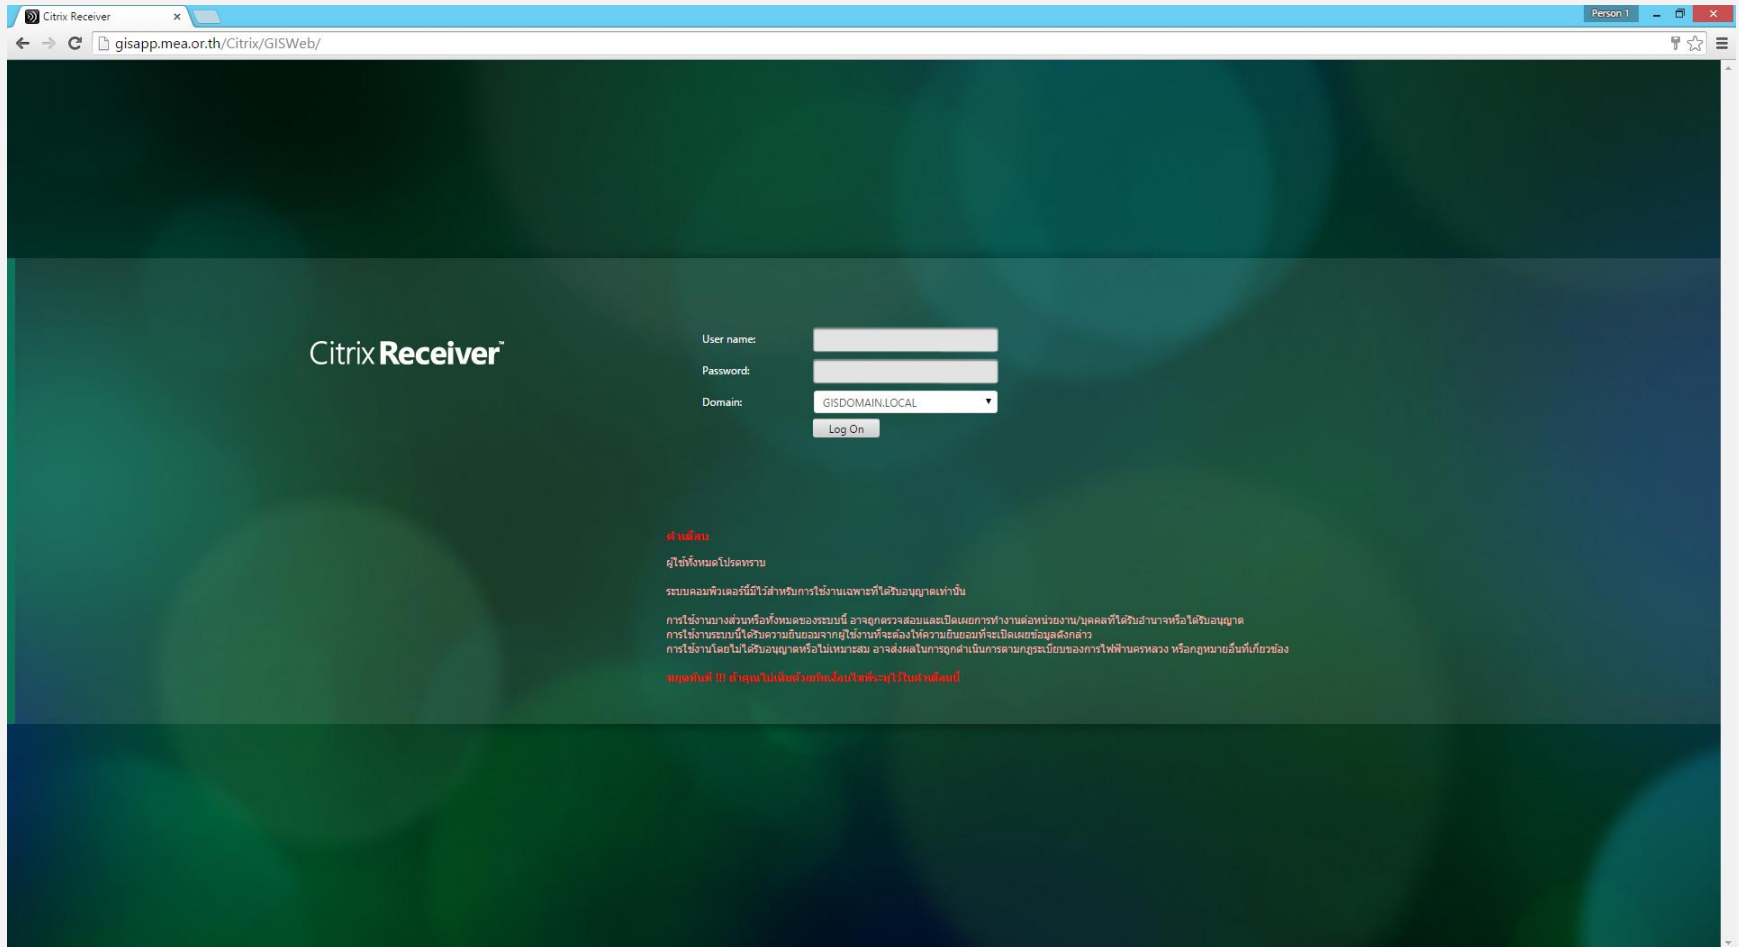 Citrix Receiver
Person 1
gisapp.mea.or.th/Citrix/GISWeb/
Citrix Receiver™
User name:
Password:
Domain:
GISDOMAIN.LOCAL
Log On
คำเตือน
ผู้ใช้ทั้งหมดโปรดทราบ
ระบบคอมพิวเตอร์นี้มีไว้สำหรับการใช้งานเฉพาะที่ได้รับอนุญาตเท่านั้น
การใช้งานบางส่วนหรือทั้งหมดของระบบนี้ อาจถูกตรวจสอบและเปิดเผยการทำงานต่อหน่วยงาน/บุคคลที่ได้รับอำนาจหรือได้รับอนุญาต
การใช้งานระบบนี้ได้รับความยินยอมจากผู้ใช้งานที่จะต้องให้ความยินยอมที่จะเปิดเผยข้อมูลดังกล่าว
การใช้งานโดยไม่ได้รับอนุญาตหรือไม่เหมาะสม อาจส่งผลในการถูกดำเนินการตามกฎระเบียบของการไฟฟ้านครหลวง หรือกฎหมายอื่นที่เกี่ยวข้อง
หยุดทันที !!! ถ้าคุณไม่เห็นด้วยกับเงื่อนไขที่ระบุไว้ในคำเตือนนี้